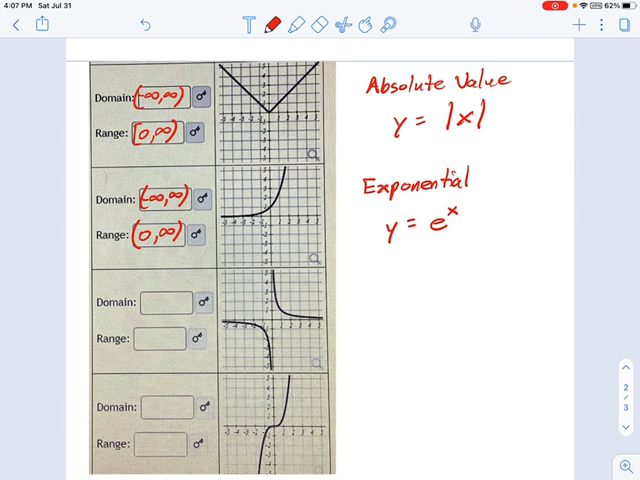 4:07 PM Sat Jul 31
62%
T
Domain: (-∞,∞)
Range: [0,∞)
Absolute Value
y = |x|
Domain: (-∞,∞)
Range: (0,∞)
Exponential
y = e^x
Domain:
Range:
Domain:
Range:
2
/
3